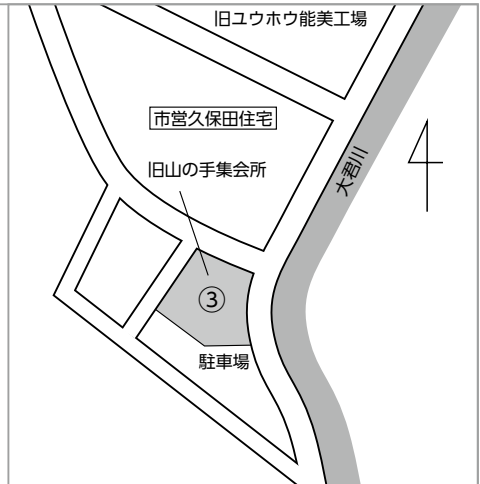 旧ユウホウ能美工場
市営久保田住宅
旧山の手集会所
大君川
③
駐車場